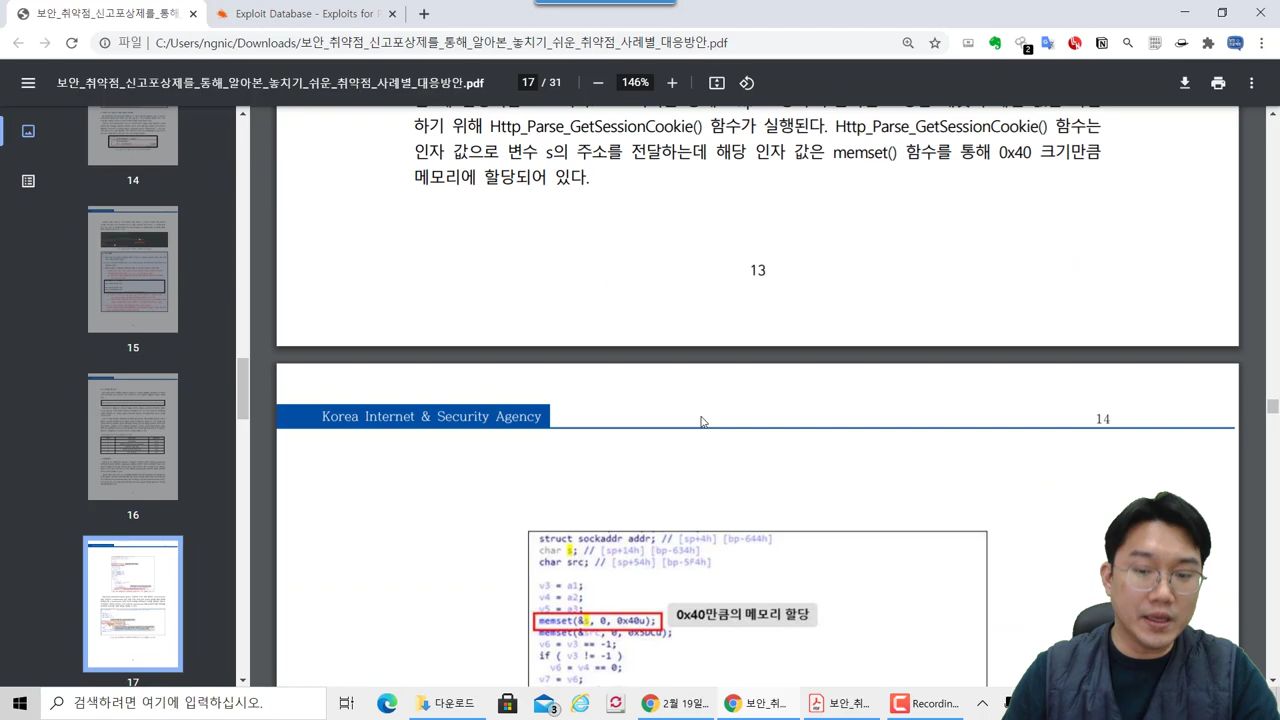 보안_취약점_신고포상제를_통해
Exploit Database - Exploits for P
파일
C:/Users/ngnic/Downloads/보안_취약점_신고포상제를_통해_알아본_놓치기_쉬운_취약점_사례별_대응방안.pdf
2
보안_취약점_신고포상제를_통해_알아본_놓치기_쉬운_취약점_사례별_대응방안.pdf
17 / 31
146%
하기 위해 Http_Parse_GetSessionCookie() 함수가 실행된다. Http_Parse_GetSessionCookie() 함수는
인자 값으로 변수 s의 주소를 전달하는데 해당 인자 값은 memset() 함수를 통해 0x40 크기만큼
메모리에 할당되어 있다.
13
14
15
16
17
Korea Internet & Security Agency
14
struct sockaddr addr; // [sp+4h] [bp-644h]
char s; // [sp+14h] [bp-634h]
char src; // [sp+54h] [bp-5F4h]
v3 = a1;
v4 = a2;
v5 = a3;
memset(&s, 0, 0x40u);
0x40만큼의 메모리 할당
memset(&src, 0, 0x5DCu);
v6 = v3 == -1;
if ( v3 != -1 )
v6 = v4 == 0;
v7 = v6;
검색하려면 여기에 입력하십시오.
다운로드
3
2월 19일...
보안_취...
보안_취...
Recordin...